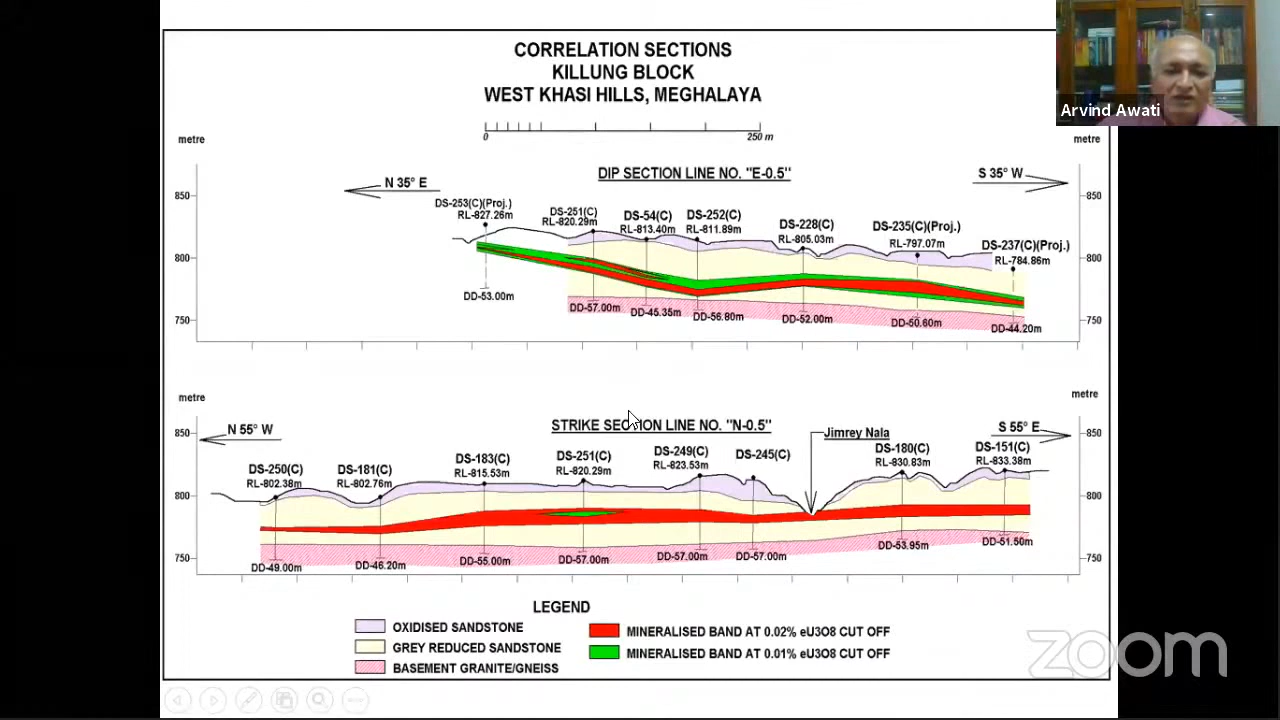 CORRELATION SECTIONS
KILLUNG BLOCK
WEST KHASI HILLS, MEGHALAYA
Arvind Awati
0 250 m
metre metre
DIP SECTION LINE NO. "E-0.5"
N 35° E S 35° W
850 850
DS-253(C)(Proj.)
RL-827.26m
DS-251(C)
RL-820.29m
DS-54(C)
RL-813.40m
DS-252(C)
RL-811.89m
DS-228(C)
RL-805.03m
DS-235(C)(Proj.)
RL-797.07m
DS-237(C)(Proj.)
RL-784.86m
800 800
DD-53.00m
DD-57.00m
DD-45.35m
DD-56.80m
DD-52.00m
DD-50.60m
DD-44.20m
750 750
metre metre
STRIKE SECTION LINE NO. "N-0.5"
N 55° W S 55° E
850 850
Jimrey Nala
DS-250(C)
RL-802.38m
DS-181(C)
RL-802.76m
DS-183(C)
RL-815.53m
DS-251(C)
RL-820.29m
DS-249(C)
RL-823.53m
DS-245(C)
DS-180(C)
RL-830.83m
DS-151(C)
RL-833.38m
800 800
DD-49.00m
DD-46.20m
DD-55.00m
DD-57.00m
DD-57.00m
DD-57.00m
DD-53.95m
DD-51.50m
750 750
LEGEND
OXIDISED SANDSTONE
GREY REDUCED SANDSTONE
BASEMENT GRANITE/GNEISS
MINERALISED BAND AT 0.02% eU3O8 CUT OFF
MINERALISED BAND AT 0.01% eU3O8 CUT OFF
zoom